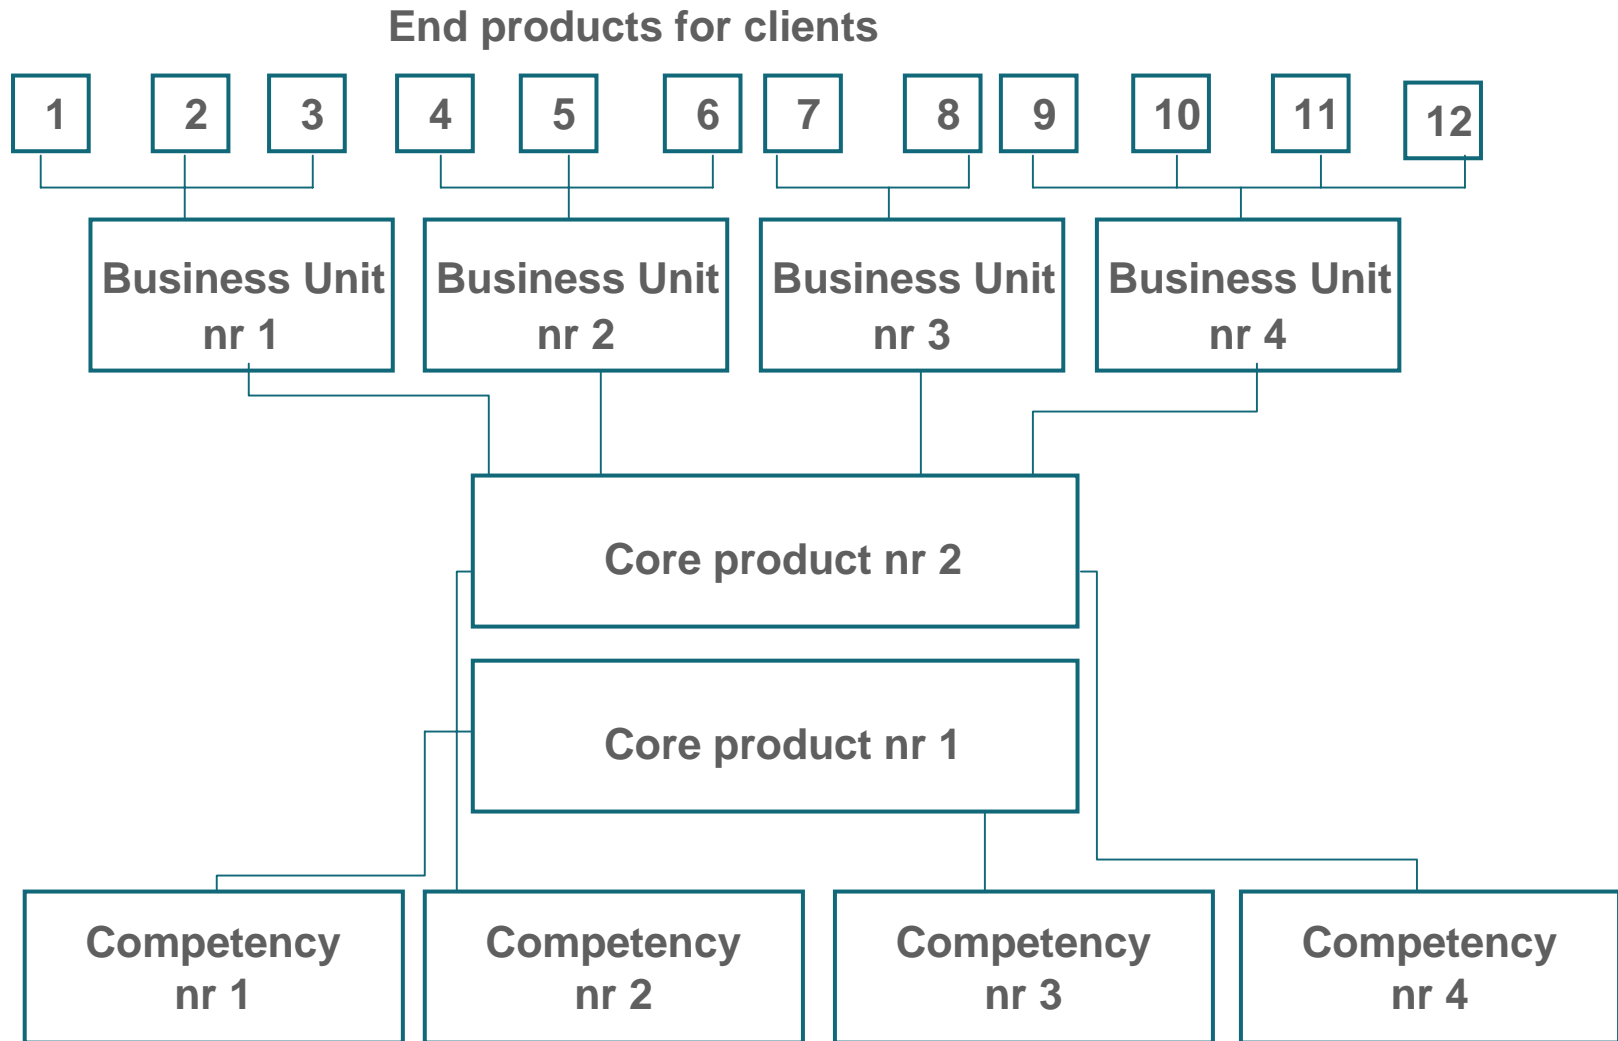 End products for clients
1 2 3 4 5 6 7 8 9 10 11 12
Business Unit
nr 1
Business Unit
nr 2
Business Unit
nr 3
Business Unit
nr 4
Core product nr 2
Core product nr 1
Competency
nr 1
Competency
nr 2
Competency
nr 3
Competency
nr 4